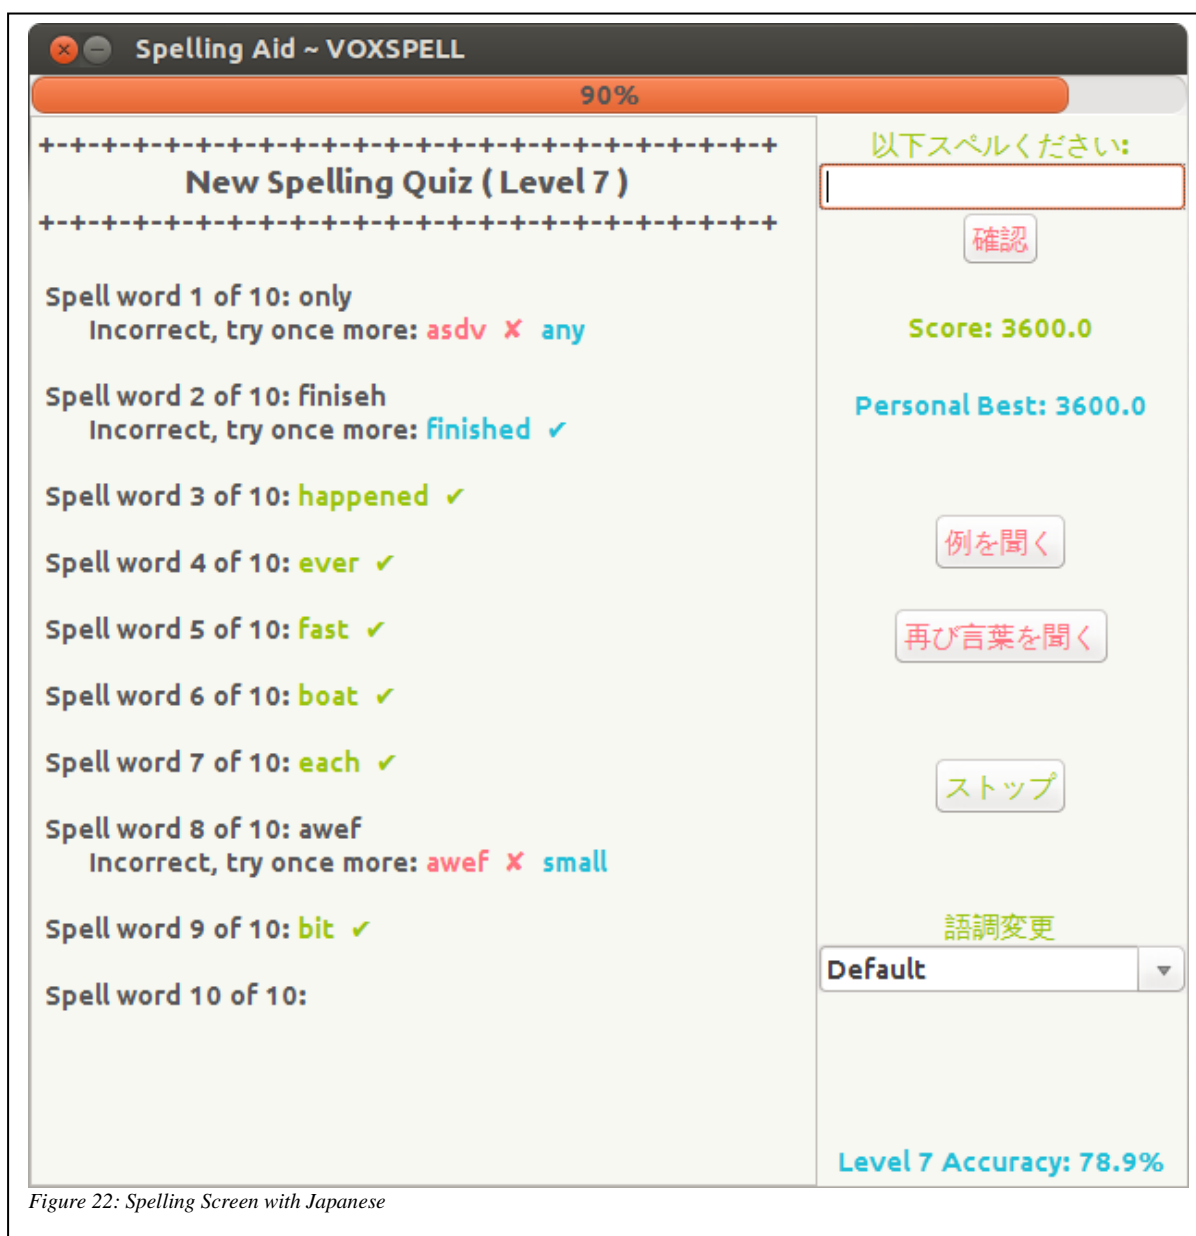 Spelling Aid ~ VOXSPELL
90%
+-+-+-+-+-+-+-+-+-+-+-+-+-+-+-+-+-+-+-+-+-+-+-+
New Spelling Quiz ( Level 7 )
+-+-+-+-+-+-+-+-+-+-+-+-+-+-+-+-+-+-+-+-+-+-+-+
Spell word 1 of 10: only
Incorrect, try once more: asdv ✘ any
Spell word 2 of 10: finiseh
Incorrect, try once more: finished ✔
Spell word 3 of 10: happened ✔
Spell word 4 of 10: ever ✔
Spell word 5 of 10: fast ✔
Spell word 6 of 10: boat ✔
Spell word 7 of 10: each ✔
Spell word 8 of 10: awef
Incorrect, try once more: awef ✘ small
Spell word 9 of 10: bit ✔
Spell word 10 of 10:
以下スペルください:
確認
Score: 3600.0
Personal Best: 3600.0
例を聞く
再び言葉を聞く
ストップ
語調変更
Default
Level 7 Accuracy: 78.9%
Figure 22: Spelling Screen with Japanese